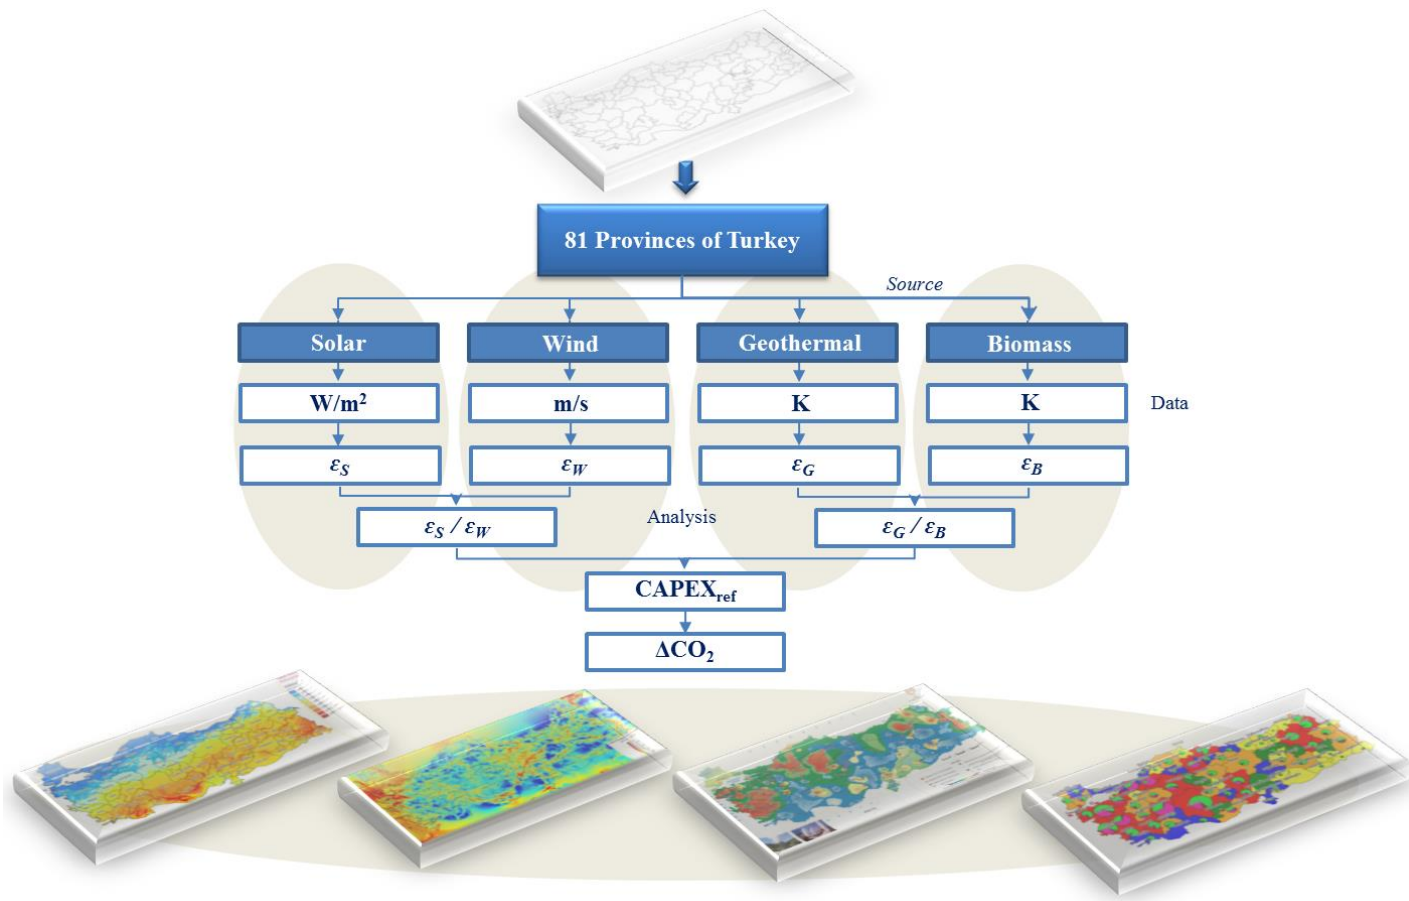 81 Provinces of Turkey
Source
Solar
Wind
Geothermal
Biomass
W/m²
m/s
K
K
Data
εS
εW
εG
εB
εS / εW
Analysis
εG / εB
CAPEXref
ΔCO₂